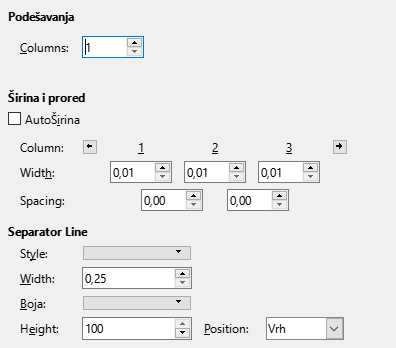 Podešavanja
Columns: 1
Širina i prored
AutoŠirina
Column: 1 2 3
Width: 0,01 0,01 0,01
Spacing: 0,00 0,00
Separator Line
Style:
Width: 0,25
Boja:
Height: 100 Position: Vrh